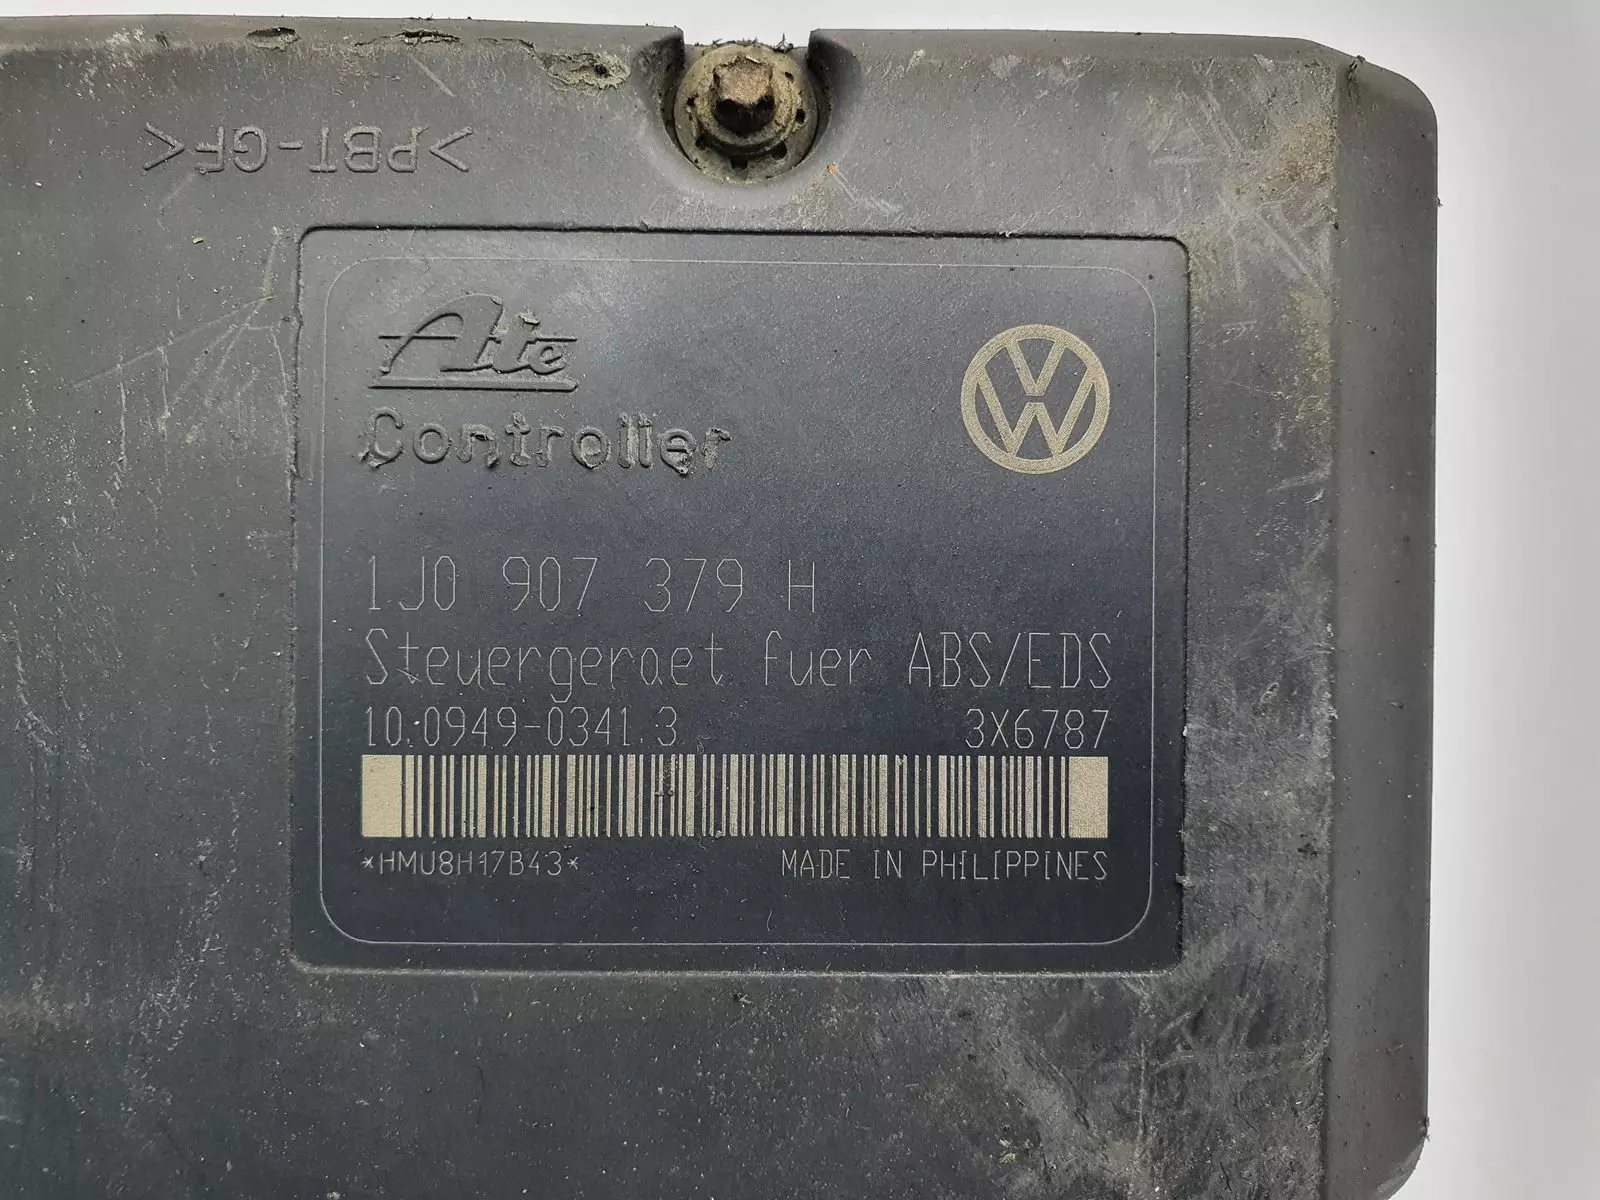 >PBT-GF<
Ate
Controller
1J0 907 379 H
Steuergeraet fuer ABS/EDS
10.0949-0341.3 3X6787
*HMU8H17B43*
MADE IN PHILIPPINES